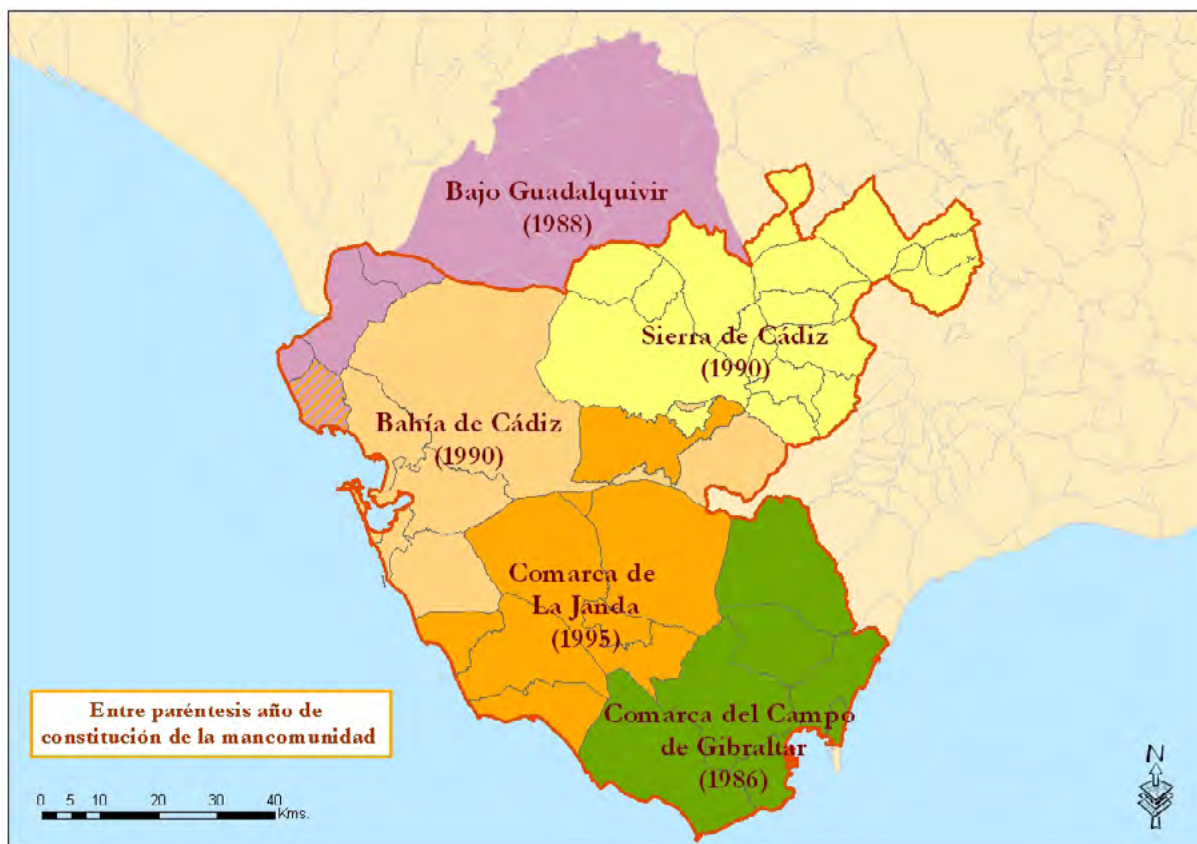 Bajo Guadalquivir
(1988)
Sierra de Cádiz
(1990)
Bahía de Cádiz
(1990)
Comarca de
La Janda
(1995)
Comarca del Campo
de Gibraltar
(1986)
Entre paréntesis año de
constitución de la mancomunidad
0 5 10 20 30 40
Kms.
N